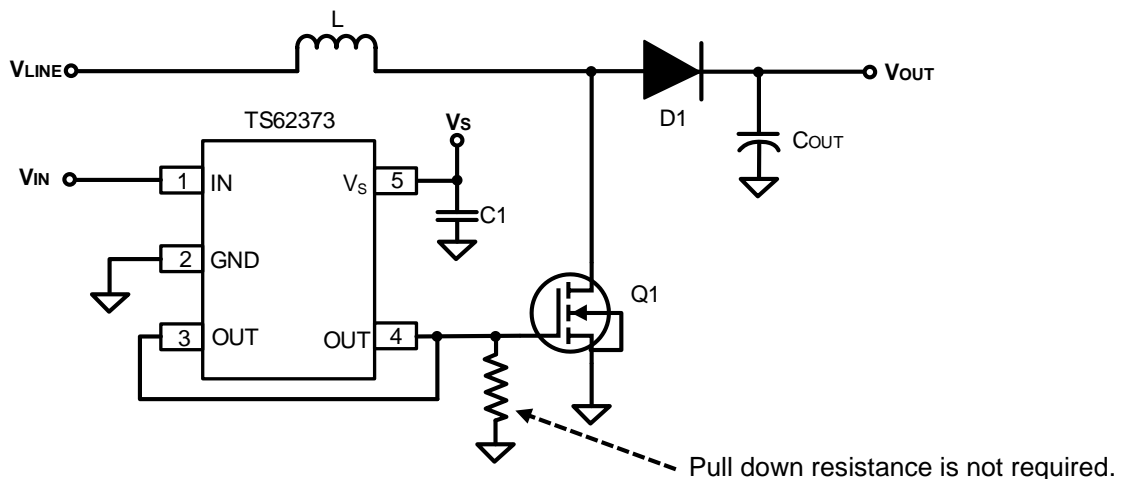 L
VLINE
VOUT
D1
COUT
TS62373
VS
VIN
1 IN
VS 5
C1
2 GND
Q1
3 OUT
OUT 4
Pull down resistance is not required.